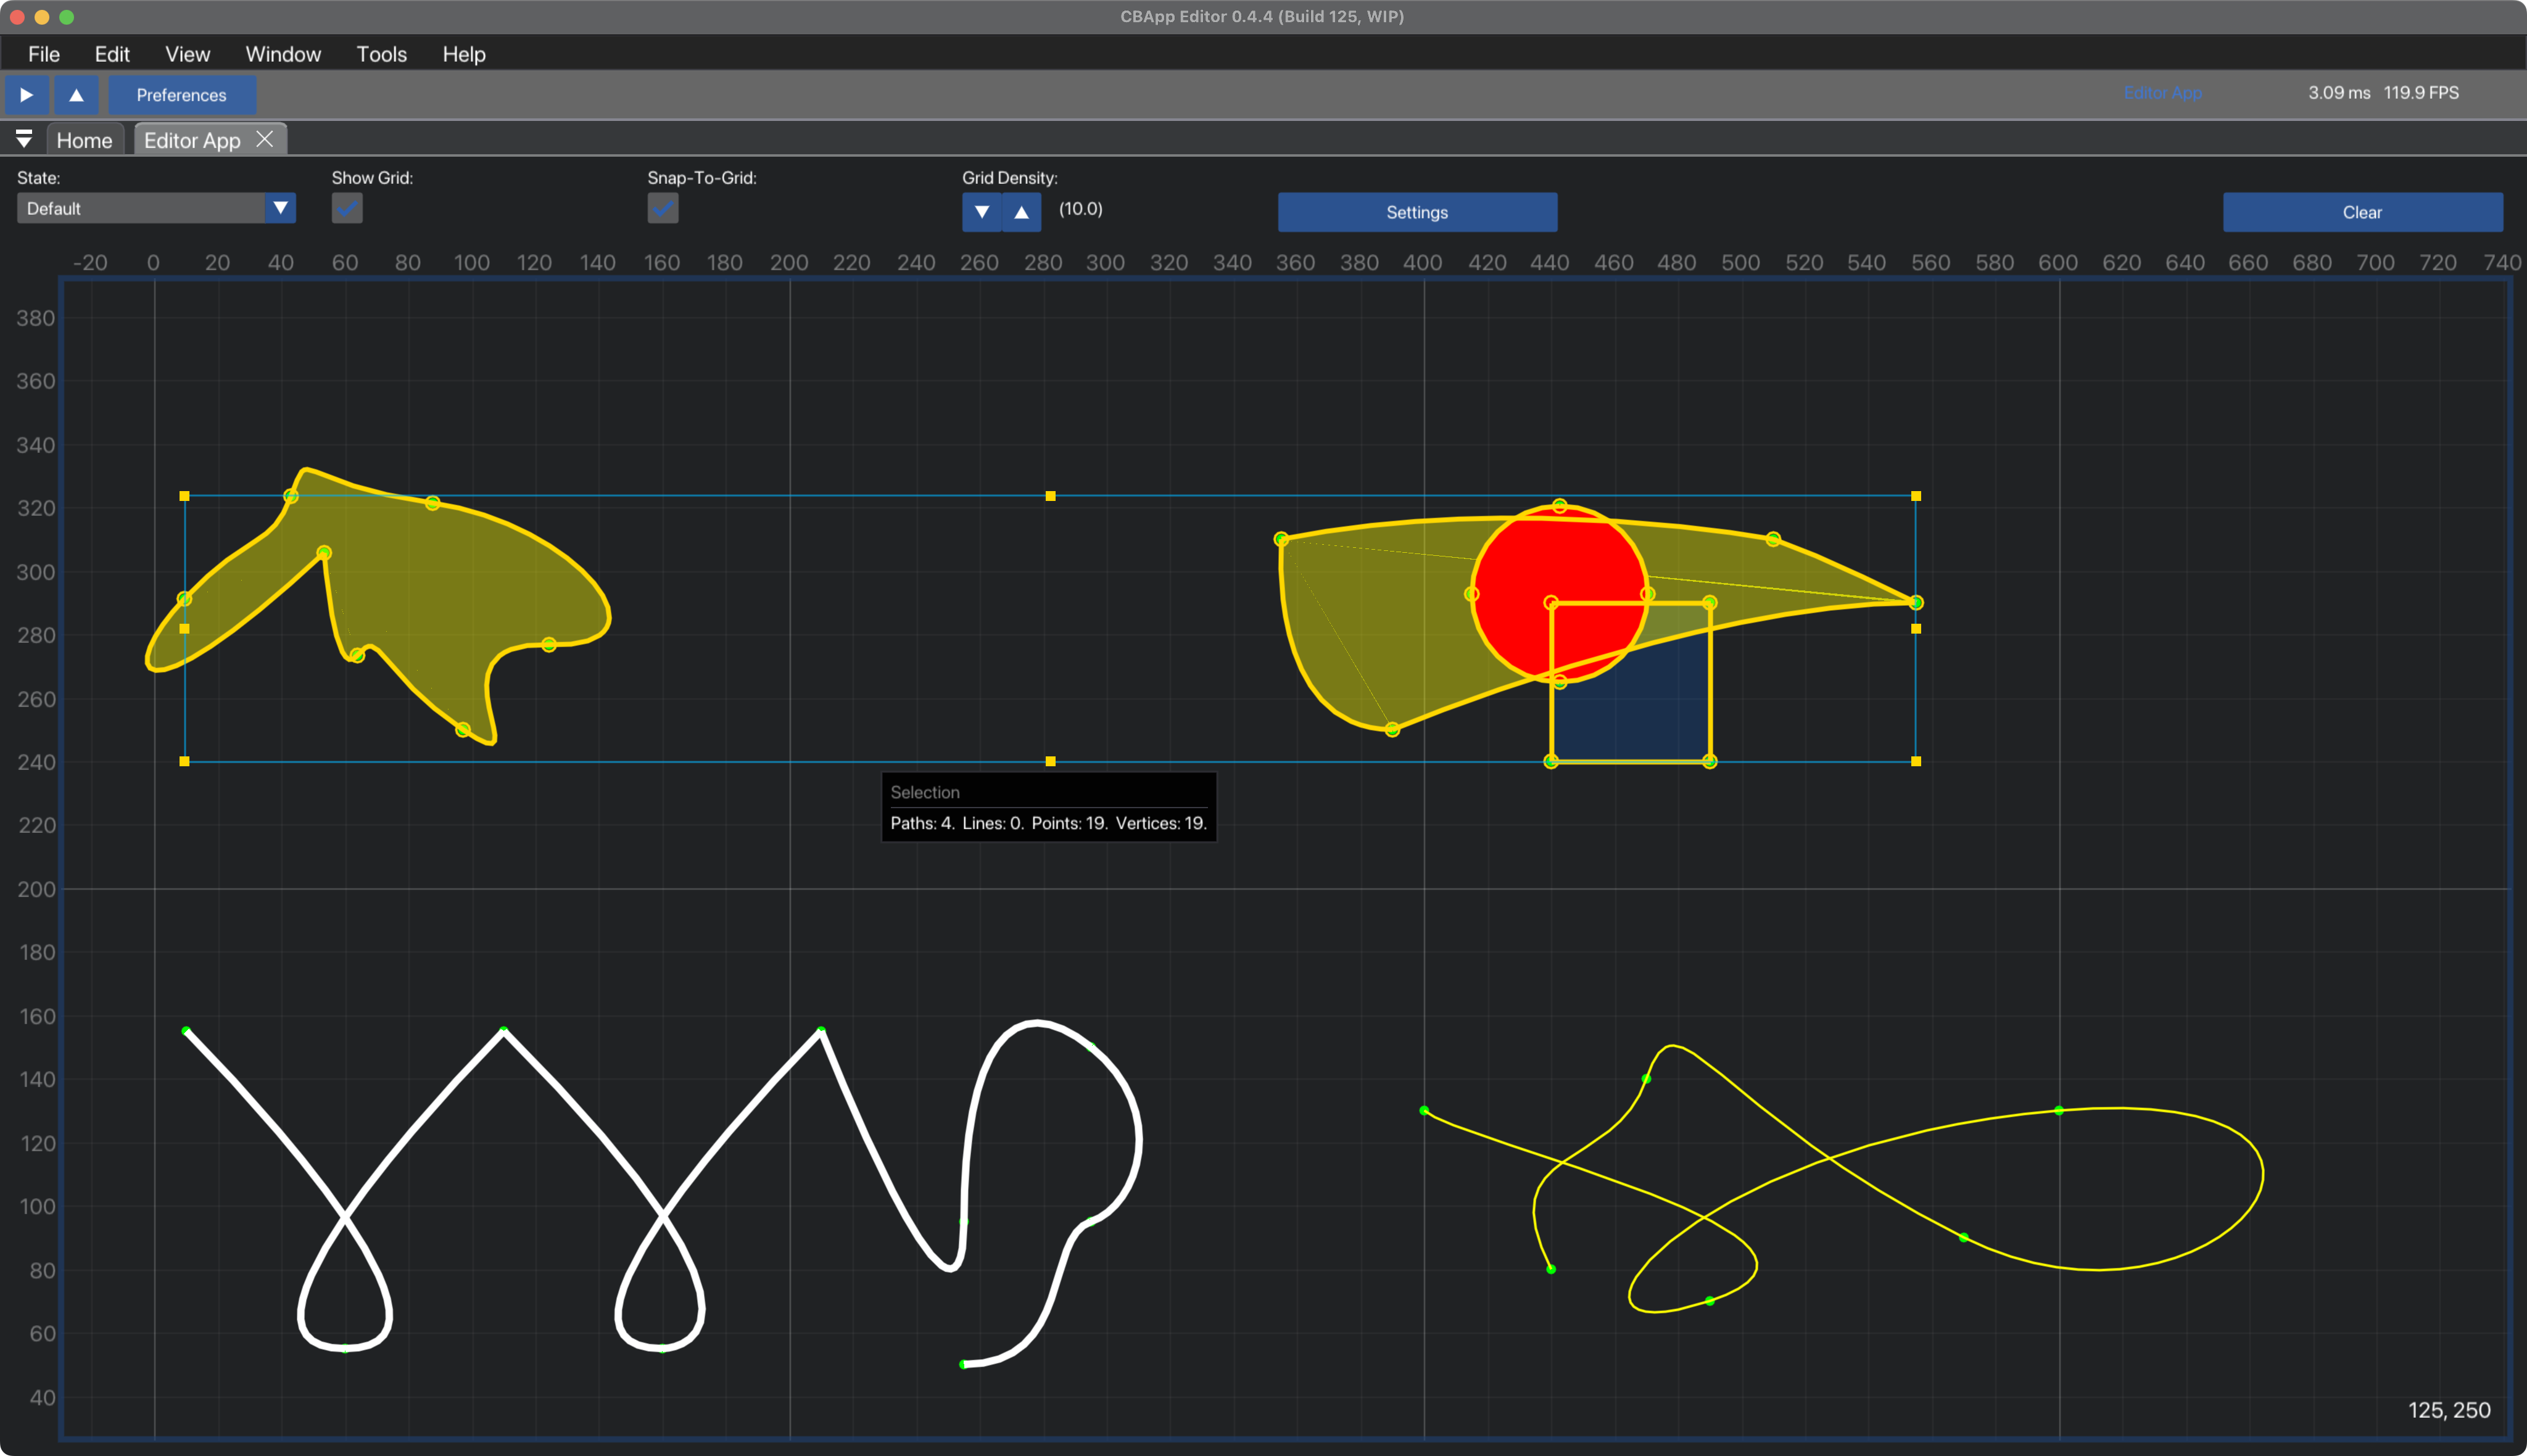 CBApp Editor 0.4.4 (Build 125, WIP)
File Edit View Window Tools Help
Preferences Editor App 3.09 ms 119.9 FPS
Home Editor App
State: Show Grid: Snap-To-Grid: Grid Density:
Default (10.0) Settings Clear
-20 0 20 40 60 80 100 120 140 160 180 200 220 240 260 280 300 320 340 360 380 400 420 440 460 480 500 520 540 560 580 600 620 640 660 680 700 720 740
380
360
340
320
300
280
260
240
Selection
220
Paths: 4. Lines: 0. Points: 19. Vertices: 19.
200
180
160
140
120
100
80
60
40
125, 250